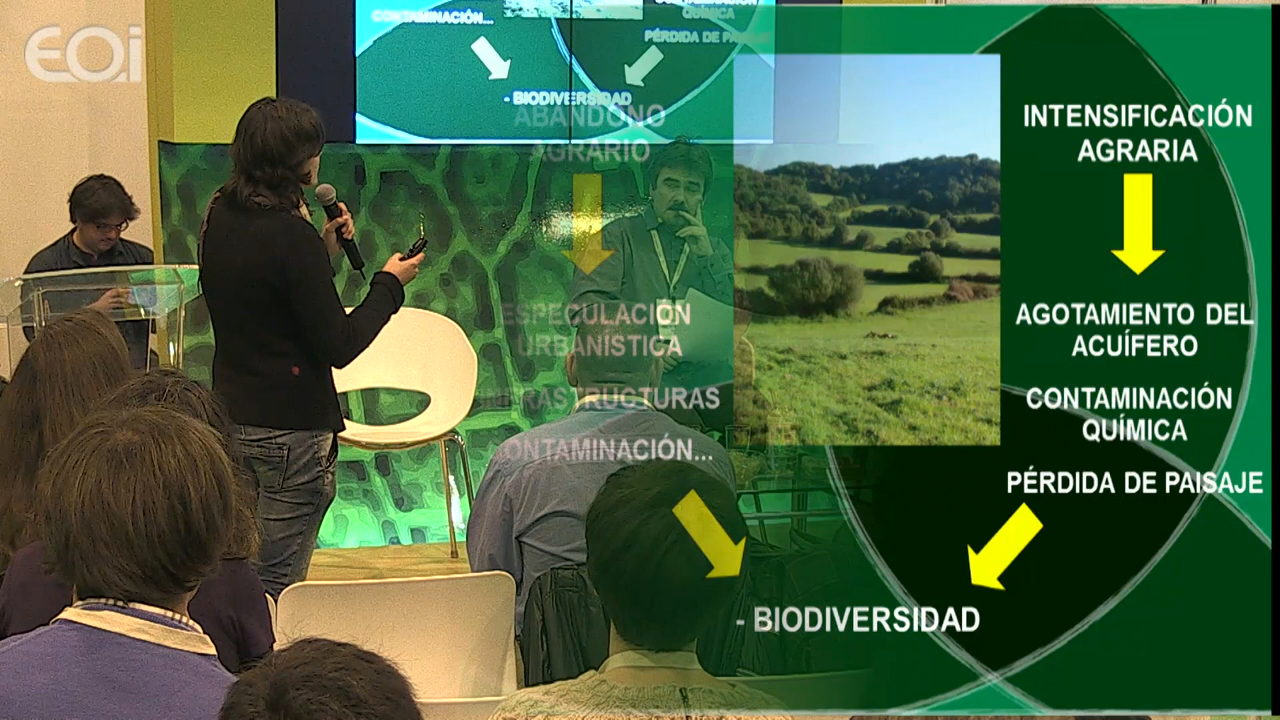 EOi
CONTAMINACIÓN...
QUÍMICA
PÉRDIDA DE PAISAJE
- BIODIVERSIDAD
ABANDONO
AGRARIO
ESPECULACIÓN
URBANÍSTICA
INFRAESTRUCTURAS
CONTAMINACIÓN...
INTENSIFICACIÓN
AGRARIA
AGOTAMIENTO DEL
ACUÍFERO
CONTAMINACIÓN
QUÍMICA
PÉRDIDA DE PAISAJE
- BIODIVERSIDAD